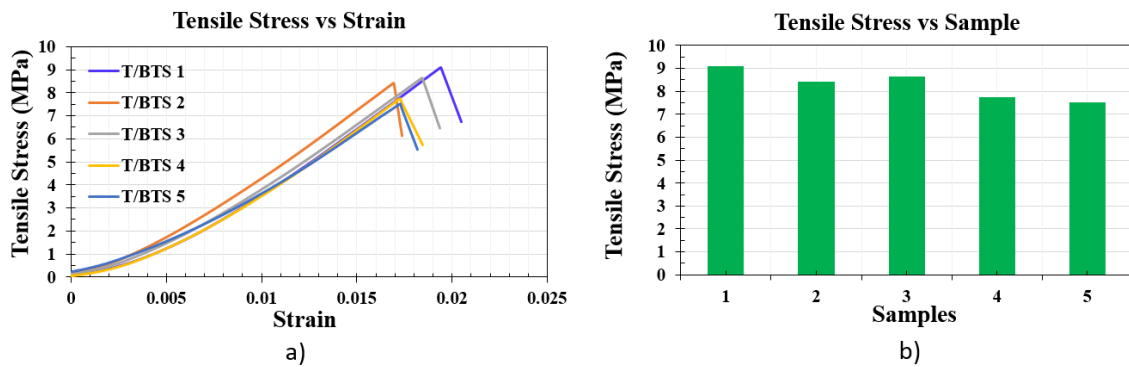 Tensile Stress vs Strain
Tensile Stress (MPa)
10
9
8
7
6
5
4
3
2
1
0
T/BTS 1
T/BTS 2
T/BTS 3
T/BTS 4
T/BTS 5
0 0.005 0.01 0.015 0.02 0.025
Strain
a)
Tensile Stress vs Sample
Tensile Stress (MPa)
10
9
8
7
6
5
4
3
2
1
0
1 2 3 4 5
Samples
b)